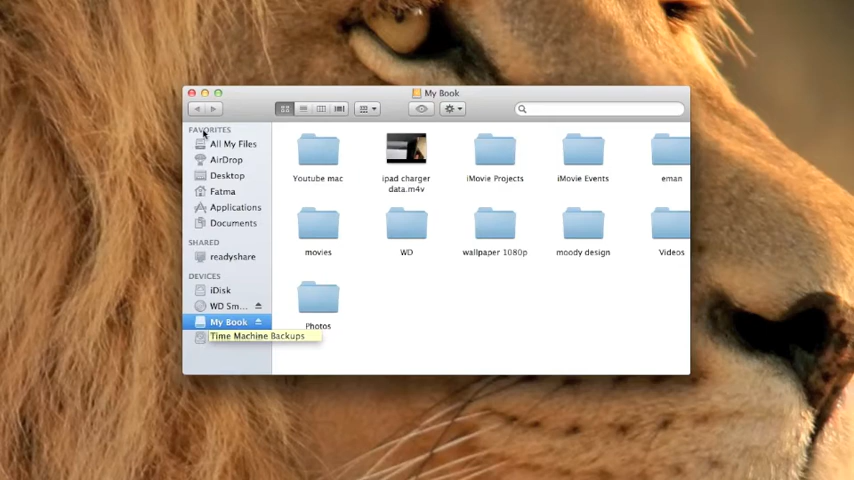 My Book
FAVORITES
All My Files
AirDrop
Desktop
Fatma
Applications
Documents
SHARED
readyshare
DEVICES
iDisk
WD Sm...
My Book
Time Machine Backups
Youtube mac
ipad charger
data.m4v
iMovie Projects
iMovie Events
eman
movies
WD
wallpaper 1080p
moody design
Videos
Photos